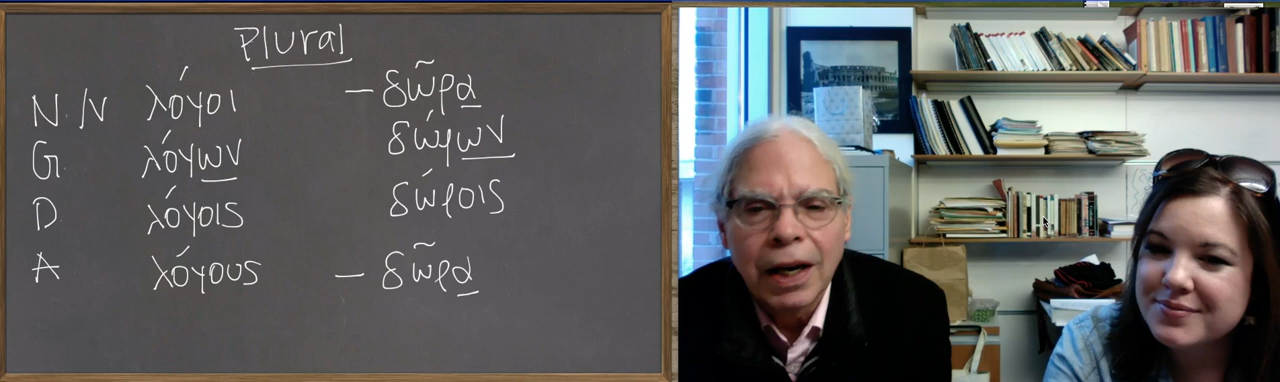 Plural
N./V λόγοι – δῶρα
G. λόγων δώρων
D. λόγοις δώροις
A λόγους – δῶρα